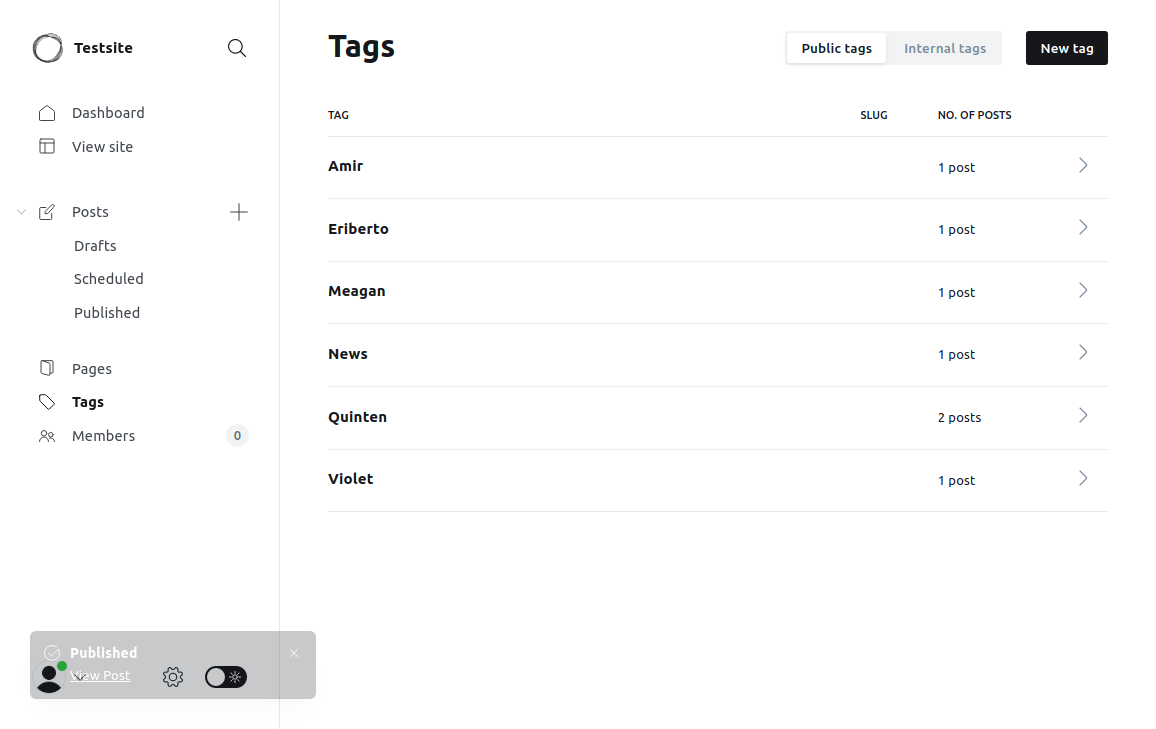 Testsite
Dashboard
View site
Posts
Drafts
Scheduled
Published
Pages
Tags
Members 0
Published
View Post
Tags
Public tags Internal tags New tag
TAG SLUG NO. OF POSTS
Amir 1 post
Eriberto 1 post
Meagan 1 post
News 1 post
Quinten 2 posts
Violet 1 post